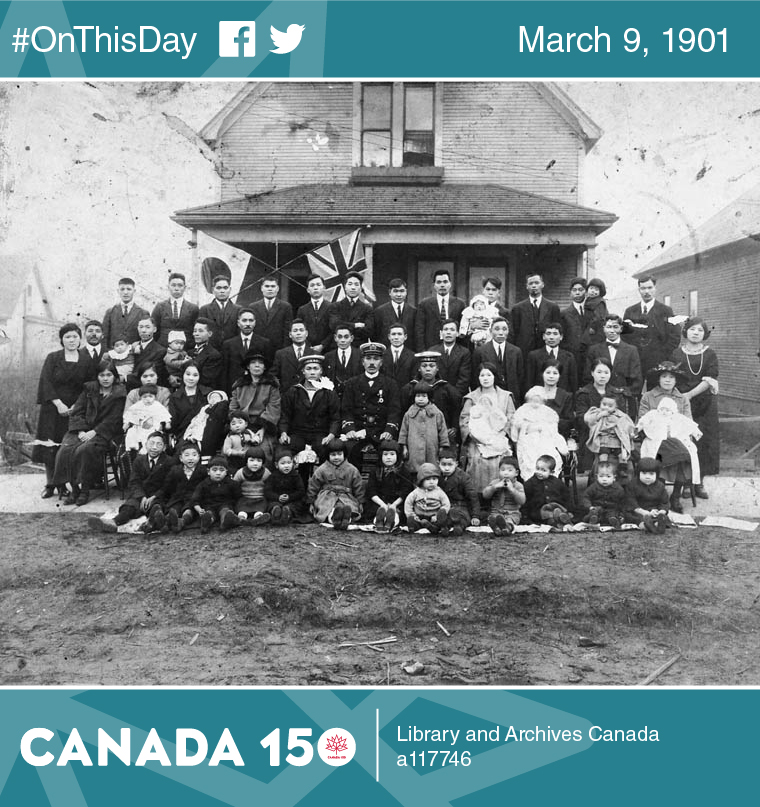 #OnThisDay
March 9, 1901
CANADA 150
CANADA 150
Library and Archives Canada
a117746